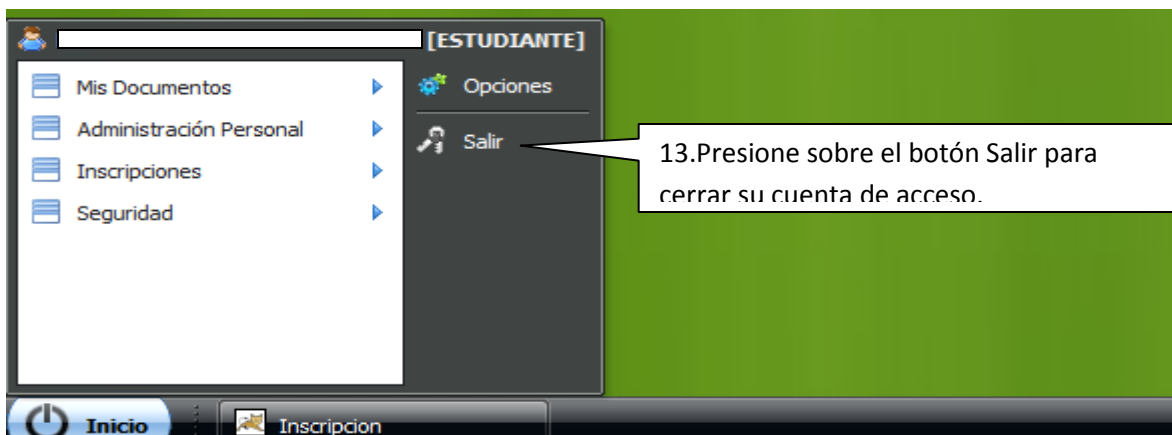 [ESTUDIANTE]
Mis Documentos
Administración Personal
Inscripciones
Seguridad
Opciones
Salir
13.Presione sobre el botón Salir para
cerrar su cuenta de acceso.
Inicio
Inscripcion